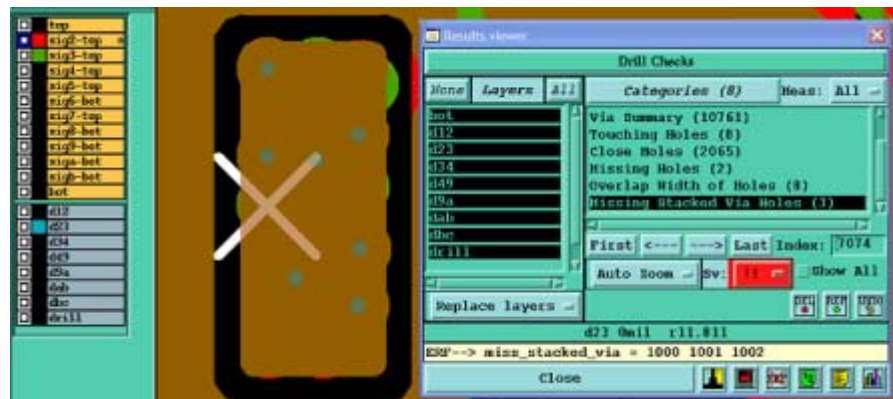 top
sig2-top
sig3-top
sig4-top
sig5-top
sig6-bot
sig7-top
sig8-bot
sig9-bot
siga-bot
sigb-bot
bot
d12
d23
d34
d49
d9a
dab
dbc
drill
Results viewer
Drill Checks
None Layers All
Categories (8) Meas: All
bot
d12
d23
d34
d49
d9a
dab
dbc
drill
Via Summary (10761)
Touching Holes (8)
Close Holes (2065)
Missing Holes (2)
Overlap Width of Holes (8)
Missing Stacked Via Holes (3)
First <--- ---> Last Index: 7074
Auto Zoom Sv: Show All
Replace layers
DEL REP UNDO
d23 0mil r11.811
ERF--> miss_stacked_via = 1000 1001 1002
Close